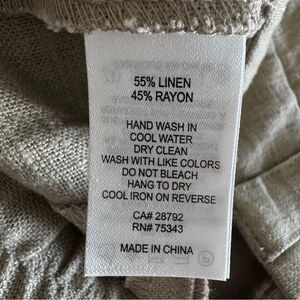 55% LINEN
45% RAYON
HAND WASH IN
COOL WATER
DRY CLEAN
WASH WITH LIKE COLORS
DO NOT BLEACH
HANG TO DRY
COOL IRON ON REVERSE
CA# 28792
RN# 75343
MADE IN CHINA